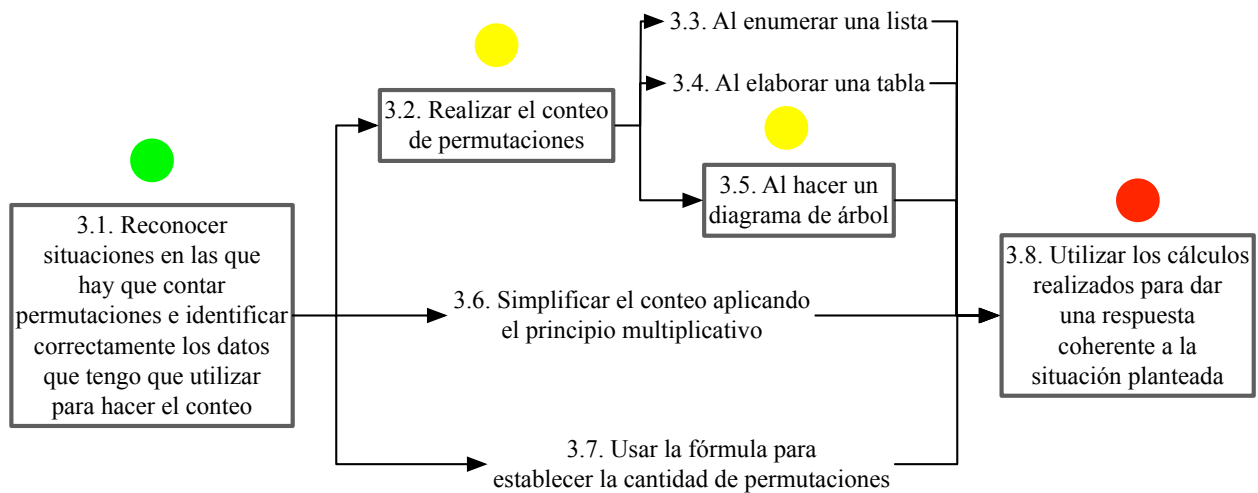 3.1. Reconocer
situaciones en las que
hay que contar
permutaciones e identificar
correctamente los datos
que tengo que utilizar
para hacer el conteo
3.2. Realizar el conteo
de permutaciones
3.3. Al enumerar una lista
3.4. Al elaborar una tabla
3.5. Al hacer un
diagrama de árbol
3.6. Simplificar el conteo aplicando
el principio multiplicativo
3.7. Usar la fórmula para
establecer la cantidad de permutaciones
3.8. Utilizar los cálculos
realizados para dar
una respuesta
coherente a la
situación planteada